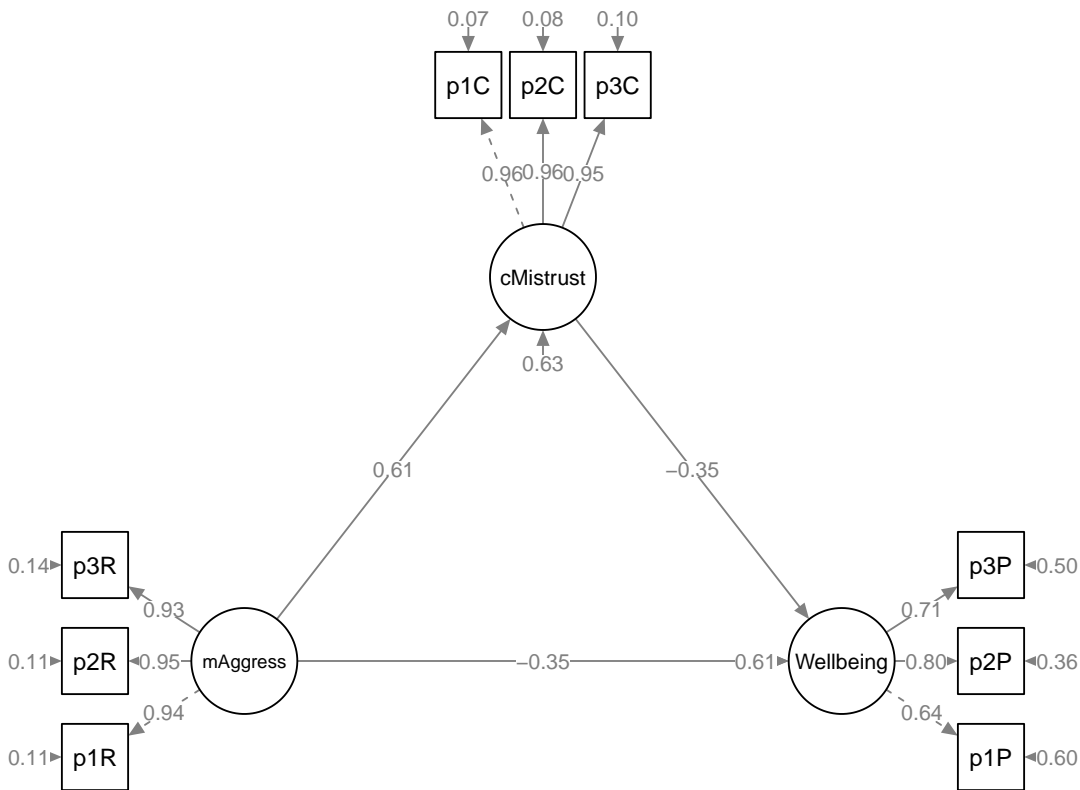 0.07 0.08 0.10
p1C p2C p3C
0.96 0.96 0.95
cMistrust
0.63
0.61 −0.35
0.14 p3R p3P 0.50
0.93 0.71
0.11 p2R 0.95 mAggress −0.35 0.61 Wellbeing 0.80 p2P 0.36
0.94 0.64
0.11 p1R p1P 0.60